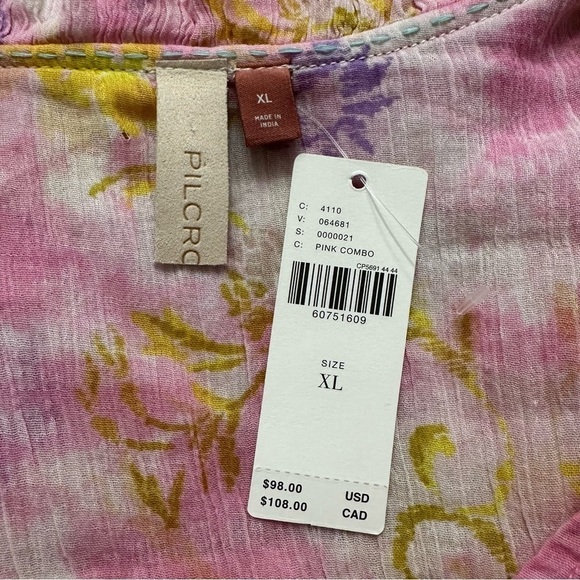 PILCRO
XL
MADE IN
INDIA
C: 4110
V: 064681
S: 0000021
C: PINK COMBO
CP5691 44 44
60751609
SIZE
XL
$98.00 USD
$108.00 CAD